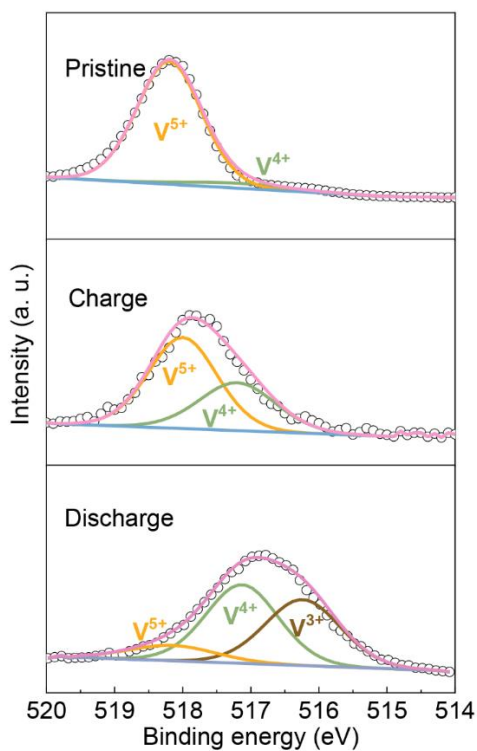 Pristine
V⁵⁺
V⁴⁺
Charge
V⁵⁺
V⁴⁺
Discharge
V⁵⁺
V⁴⁺
V³⁺
Intensity (a. u.)
520 519 518 517 516 515 514
Binding energy (eV)